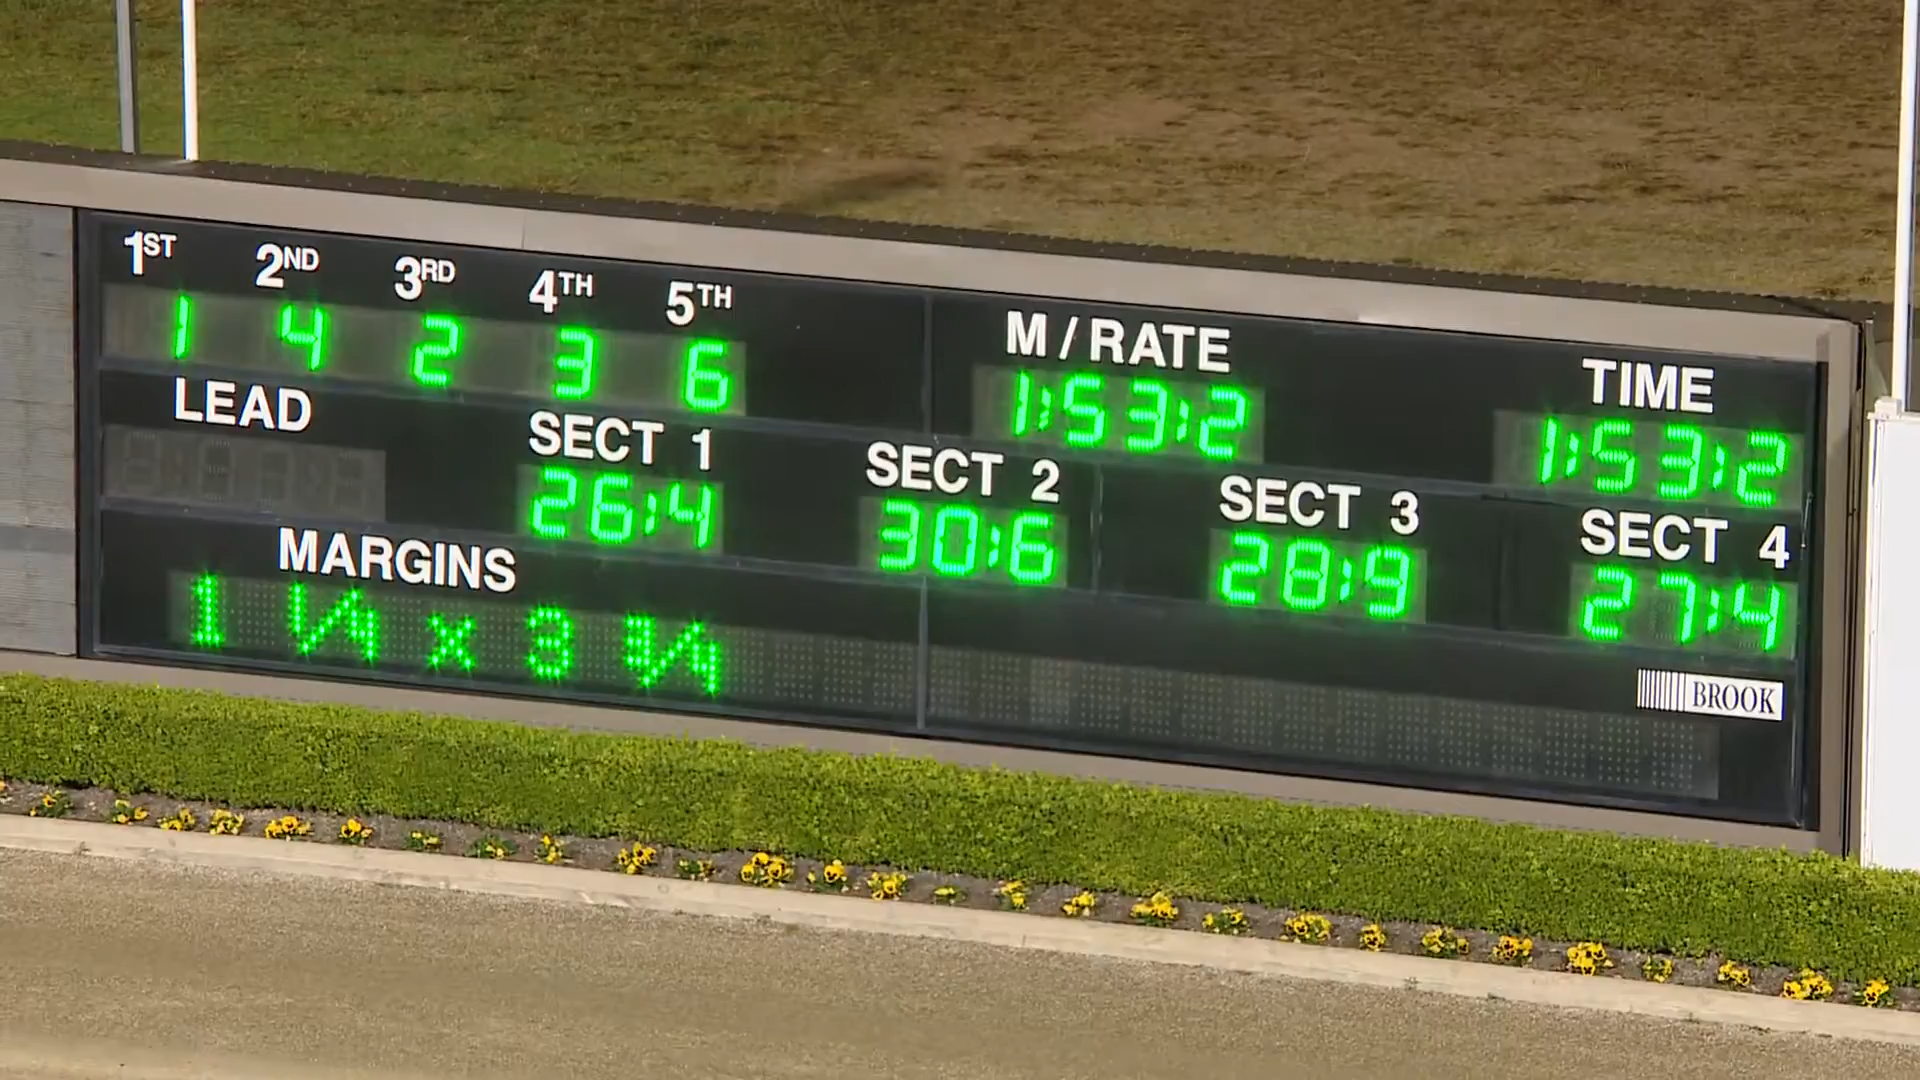 1ST 2ND 3RD 4TH 5TH
1 4 2 3 6
M/RATE TIME
1:53:2 1:53:2
LEAD SECT 1 SECT 2 SECT 3 SECT 4
26:4 30:6 28:9 27:4
MARGINS
1 1/4 x 3 3/4
BROOK